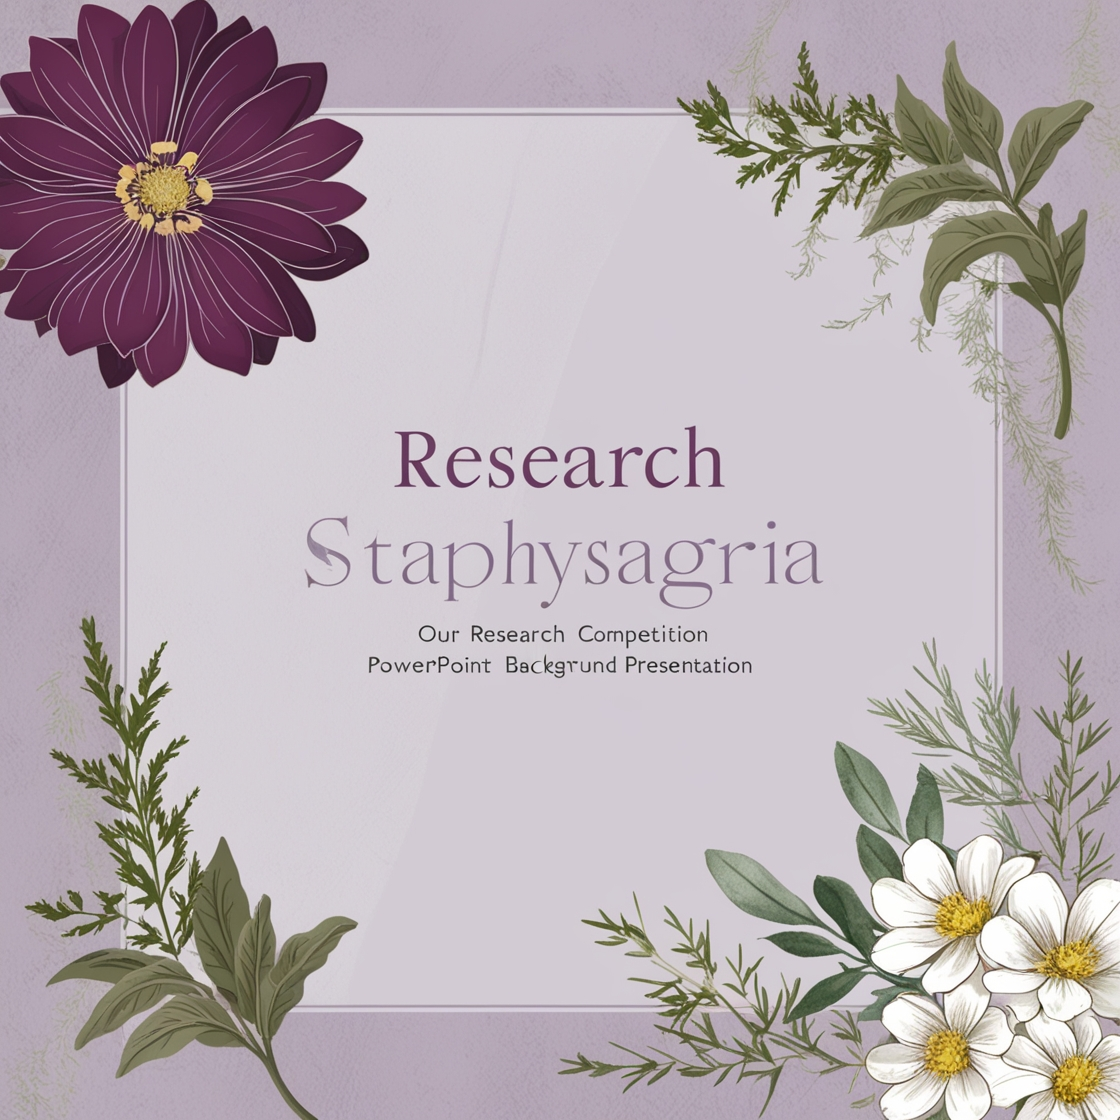 Research
Staphysagria
Our Research Competition
PowerPoint Backgrund Presentation